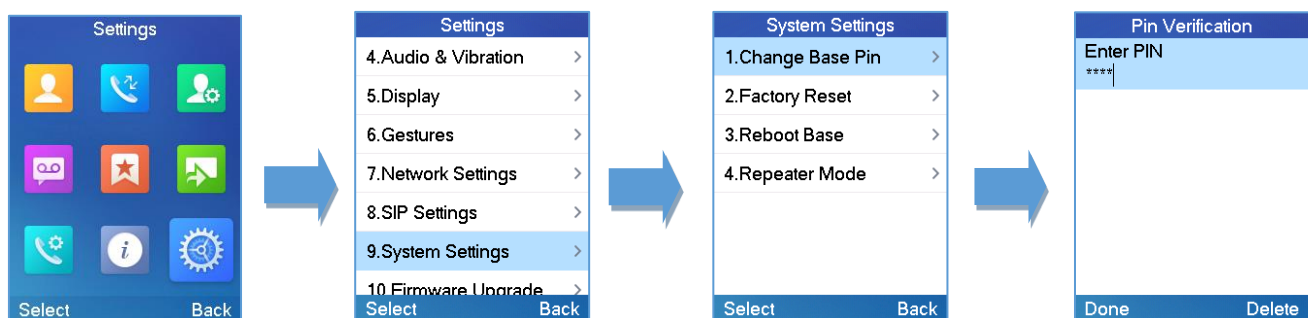 Settings
Select Back
Settings
4.Audio & Vibration
5.Display
6.Gestures
7.Network Settings
8.SIP Settings
9.System Settings
10.Firmware Upgrade
Select Back
System Settings
1.Change Base Pin
2.Factory Reset
3.Reboot Base
4.Repeater Mode
Select Back
Pin Verification
Enter PIN
****
Done Delete